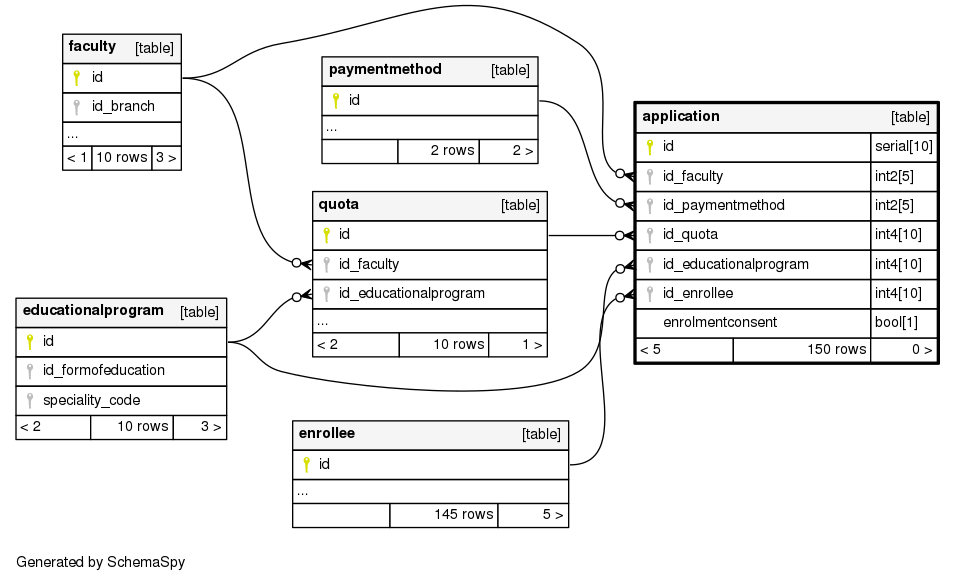 faculty [table]
id
id_branch
...
< 1 10 rows 3 >
paymentmethod [table]
id
...
2 rows 2 >
application [table]
id serial[10]
id_faculty int2[5]
id_paymentmethod int2[5]
id_quota int4[10]
id_educationalprogram int4[10]
id_enrollee int4[10]
enrolmentconsent bool[1]
< 5 150 rows 0 >
quota [table]
id
id_faculty
id_educationalprogram
...
< 2 10 rows 1 >
educationalprogram [table]
id
id_formofeducation
speciality_code
< 2 10 rows 3 >
enrollee [table]
id
...
145 rows 5 >
Generated by SchemaSpy